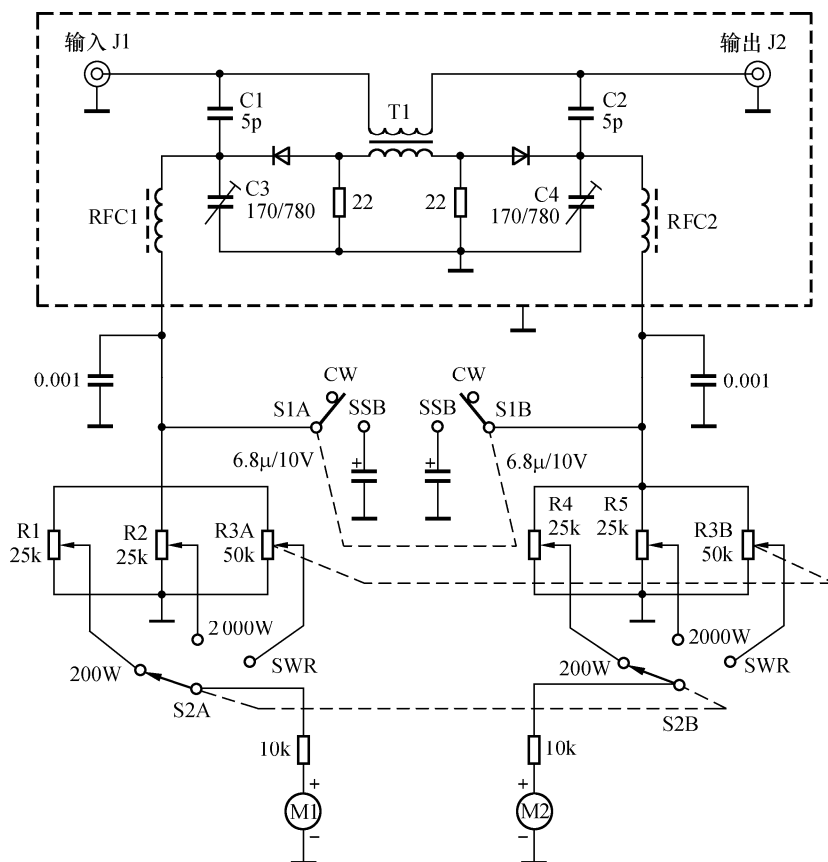 输入 J1
输出 J2
C1
5p
T1
C2
5p
C3
170/780
22
22
C4
170/780
RFC1
RFC2
0.001
0.001
CW
CW
S1A
SSB
SSB
S1B
6.8μ/10V
6.8μ/10V
R1
25k
R2
25k
R3A
50k
R4
25k
R5
25k
R3B
50k
2 000W
2000W
200W
SWR
200W
SWR
S2A
S2B
10k
10k
+
M1
−
+
M2
−